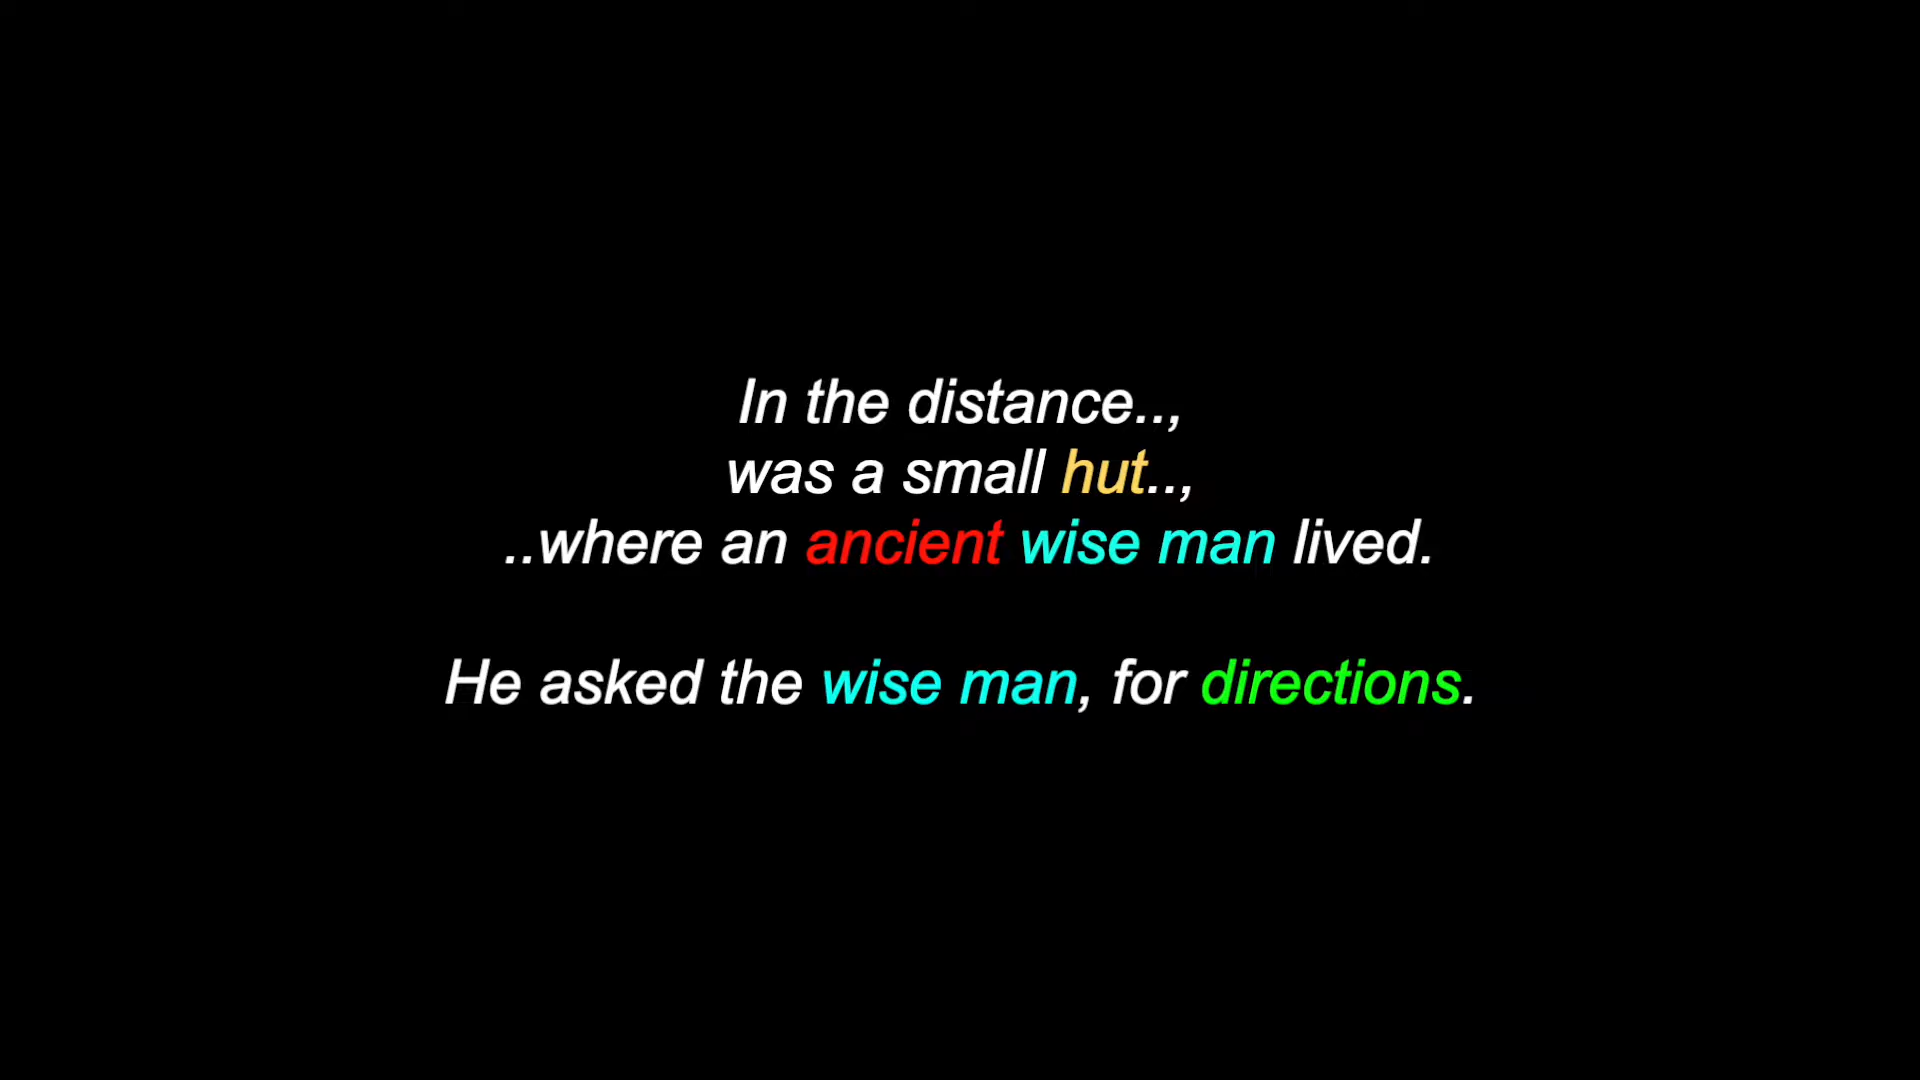 In the distance..,
was a small hut..,
..where an ancient wise man lived.
He asked the wise man, for directions.